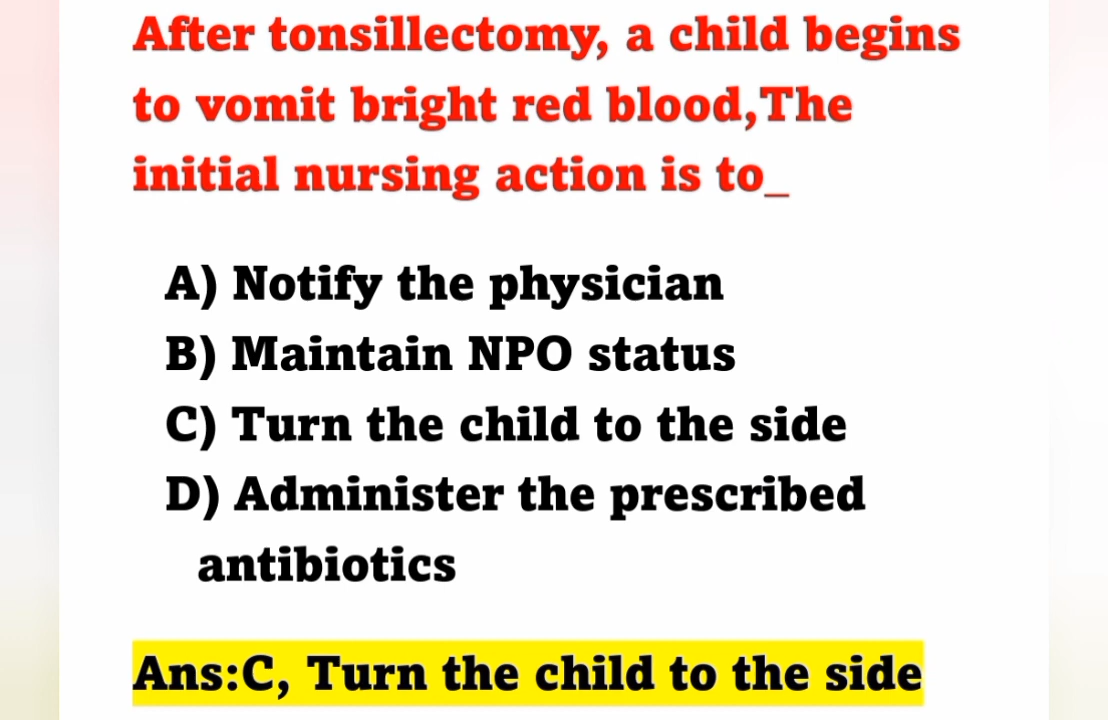 After tonsillectomy, a child begins
to vomit bright red blood,The
initial nursing action is to_
A) Notify the physician
B) Maintain NPO status
C) Turn the child to the side
D) Administer the prescribed
antibiotics
Ans:C, Turn the child to the side